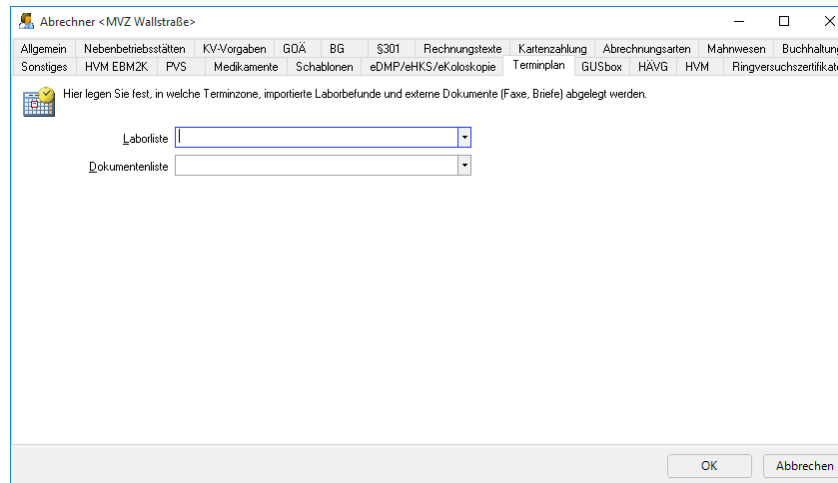 Abrechner <MVZ Wallstraße>
Allgemein Nebenbetriebsstätten KV-Vorgaben GOÄ BG §301 Rechnungstexte Kartenzahlung Abrechnungsarten Mahnwesen Buchhaltung
Sonstiges HVM EBM2K PVS Medikamente Schablonen eDMP/eHKS/eKoloskopie Terminplan GUSbox HÄVG HVM Ringversuchszertifikate
Hier legen Sie fest, in welche Terminzone, importierte Laborbefunde und externe Dokumente (Faxe, Briefe) abgelegt werden.
Laborliste
Dokumentenliste
OK Abbrechen